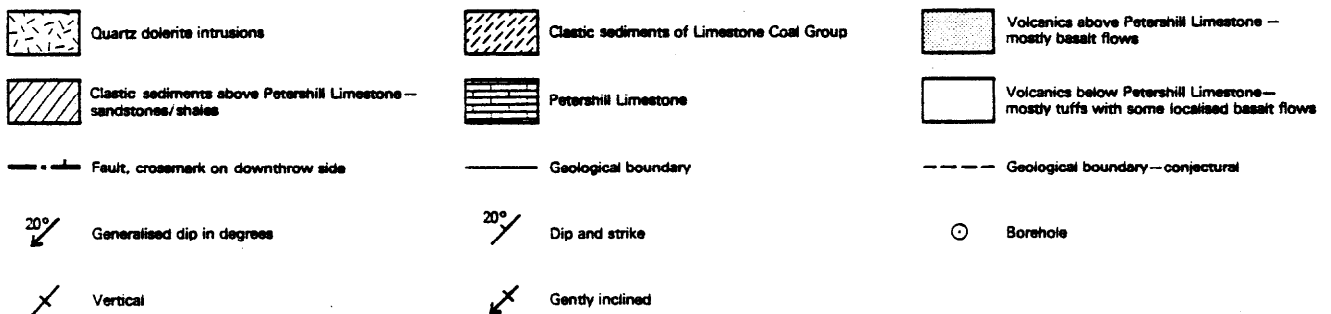 Quartz dolerite intrusions
Clastic sediments of Limestone Coal Group
Volcanics above Petershill Limestone —
mostly basalt flows
Clastic sediments above Petershill Limestone—
sandstones/shales
Petershill Limestone
Volcanics below Petershill Limestone—
mostly tuffs with some localised basalt flows
Fault, crossmark on downthrow side
Geological boundary
Geological boundary—conjectural
20°
Generalised dip in degrees
20°
Dip and strike
Borehole
Vertical
Gently inclined